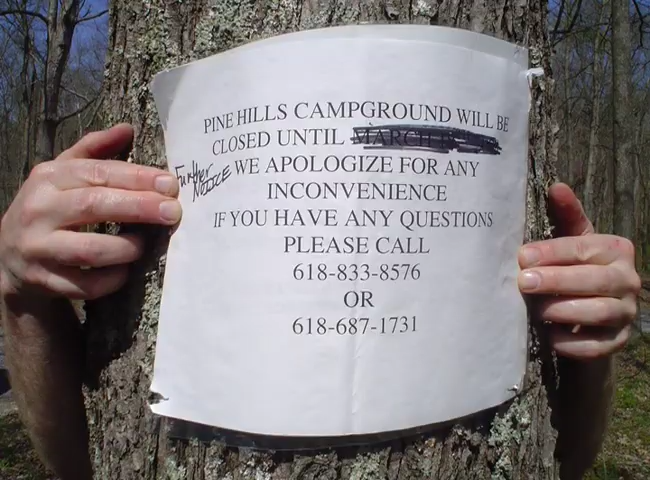 PINE HILLS CAMPGROUND WILL BE
CLOSED UNTIL MARCH
Further
NOTICE
WE APOLOGIZE FOR ANY
INCONVENIENCE
IF YOU HAVE ANY QUESTIONS
PLEASE CALL
618-833-8576
OR
618-687-1731